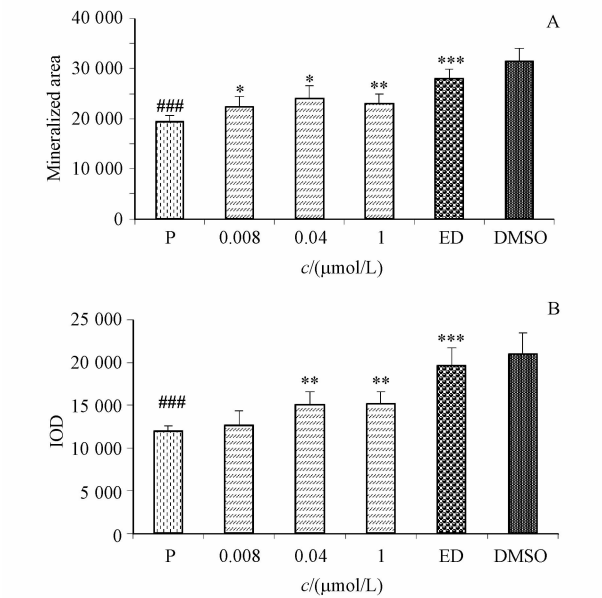 A
40 000
30 000
20 000
10 000
0
Mineralized area
###
*
*
**
***
P 0.008 0.04 1 ED DMSO
c/(μmol/L)
B
25 000
20 000
15 000
10 000
5 000
0
IOD
###
**
**
***
P 0.008 0.04 1 ED DMSO
c/(μmol/L)